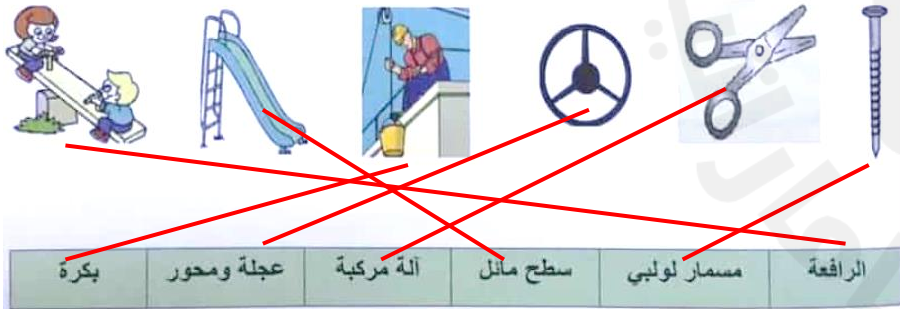 الرافعة مسمار لولبي سطح مائل آلة مركبة عجلة ومحور بكرة